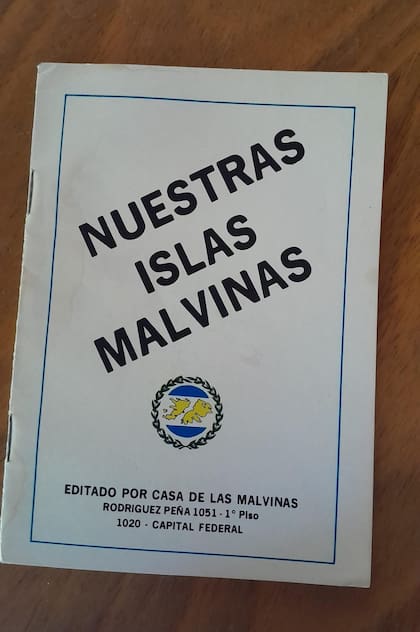 NUESTRAS
ISLAS
MALVINAS
EDITADO POR CASA DE LAS MALVINAS
RODRIGUEZ PEÑA 1051 - 1° Piso
1020 - CAPITAL FEDERAL